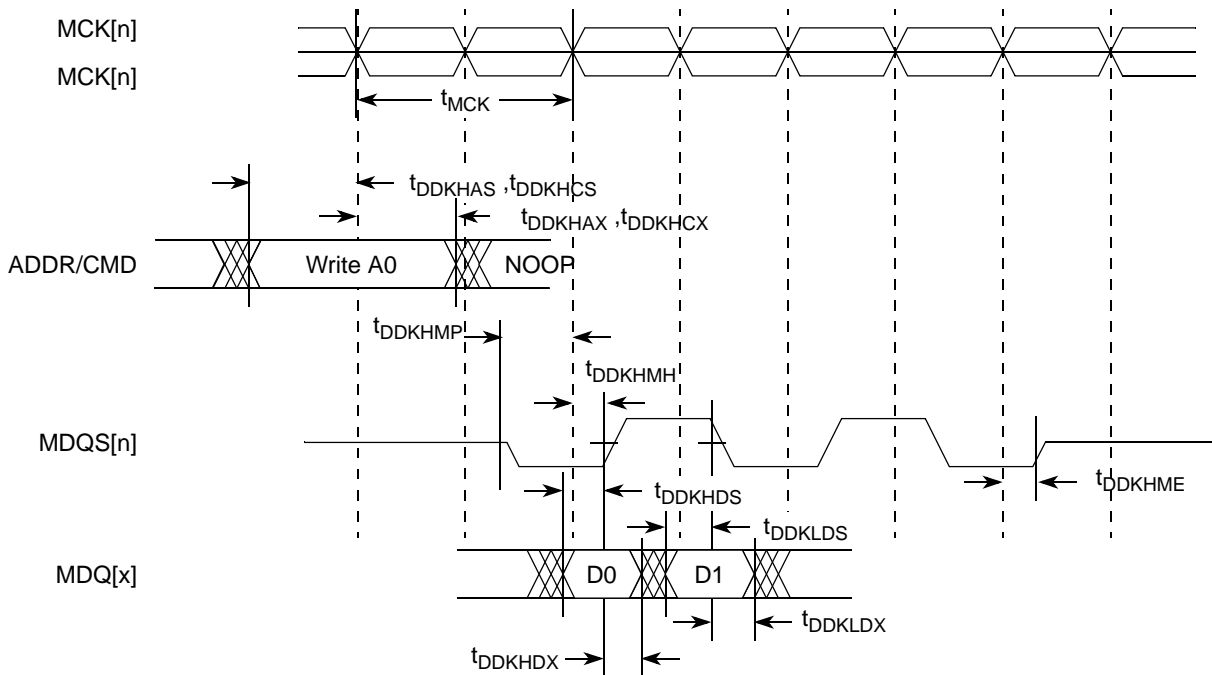 MCK[n]
MCK[n]
tMCK
tDDKHAS ,tDDKHCS
tDDKHAX ,tDDKHCX
ADDR/CMD
Write A0
NOOP
tDDKHMP
tDDKHMH
MDQS[n]
tDDKHME
tDDKHDS
tDDKLDS
MDQ[x]
D0
D1
tDDKLDX
tDDKHDX